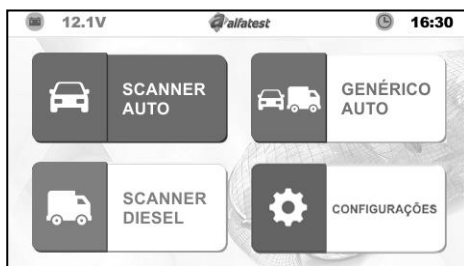 12.1V
alfatest
16:30
SCANNER
AUTO
GENÉRICO
AUTO
SCANNER
DIESEL
CONFIGURAÇÕES